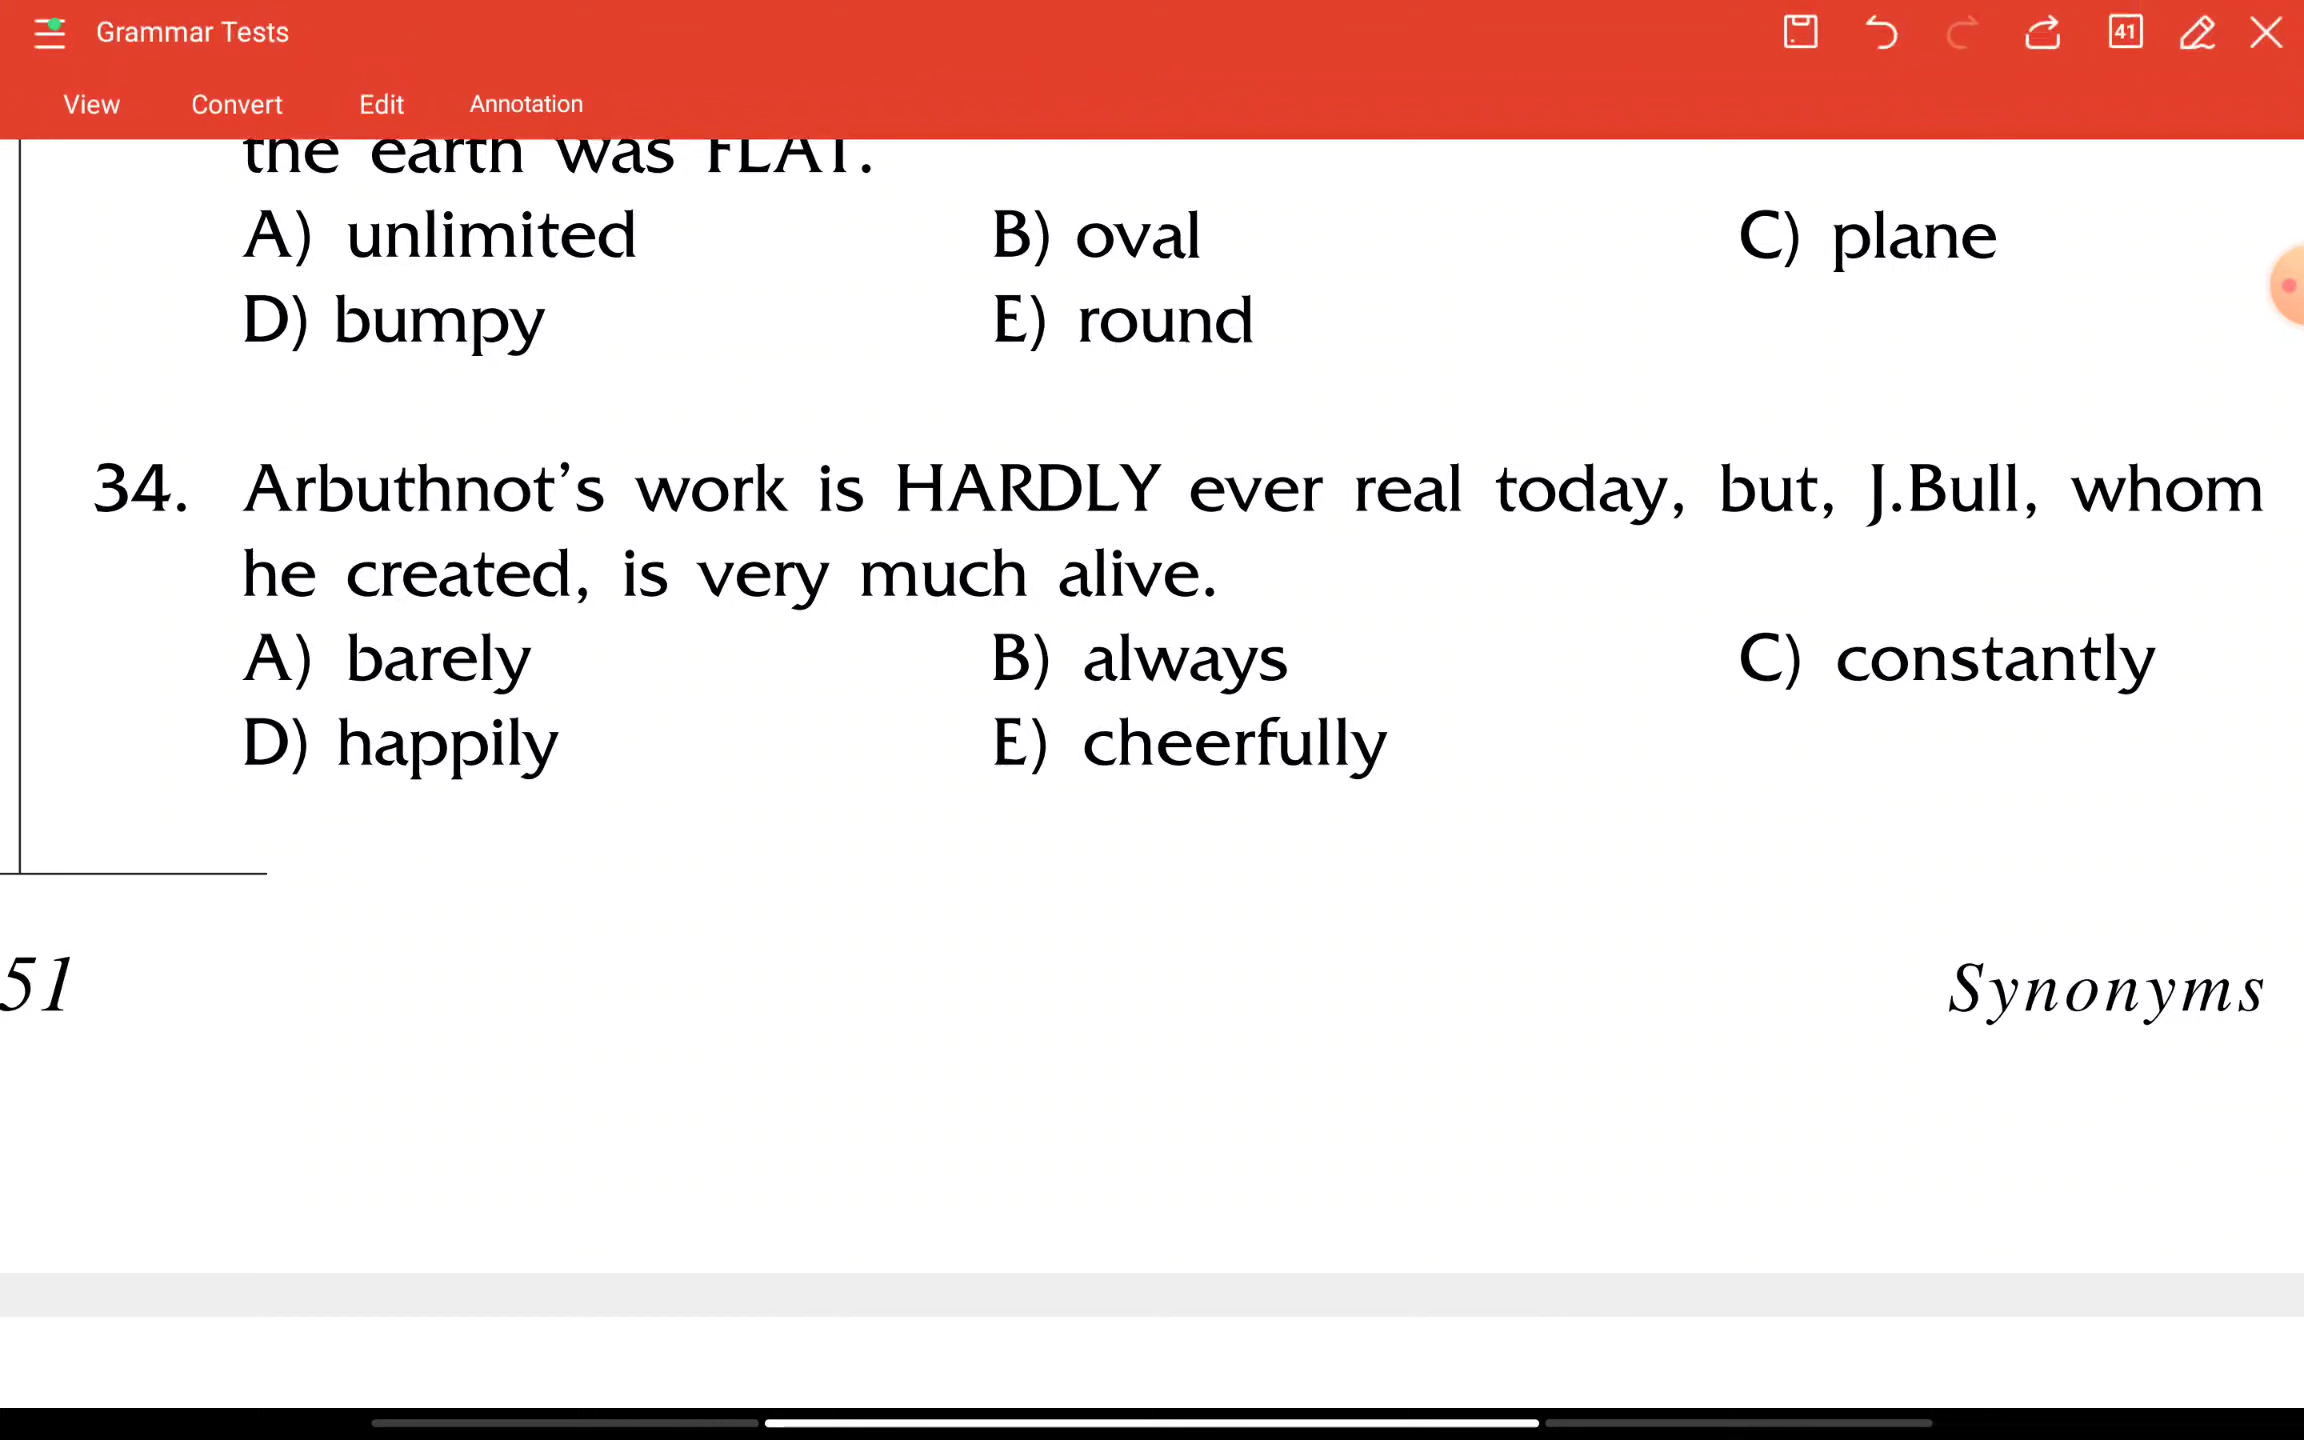 Grammar Tests
41
View Convert Edit Annotation
the earth was FLAT.
A) unlimited B) oval C) plane
D) bumpy E) round
34. Arbuthnot's work is HARDLY ever real today, but, J.Bull, whom
he created, is very much alive.
A) barely B) always C) constantly
D) happily E) cheerfully
51 Synonyms